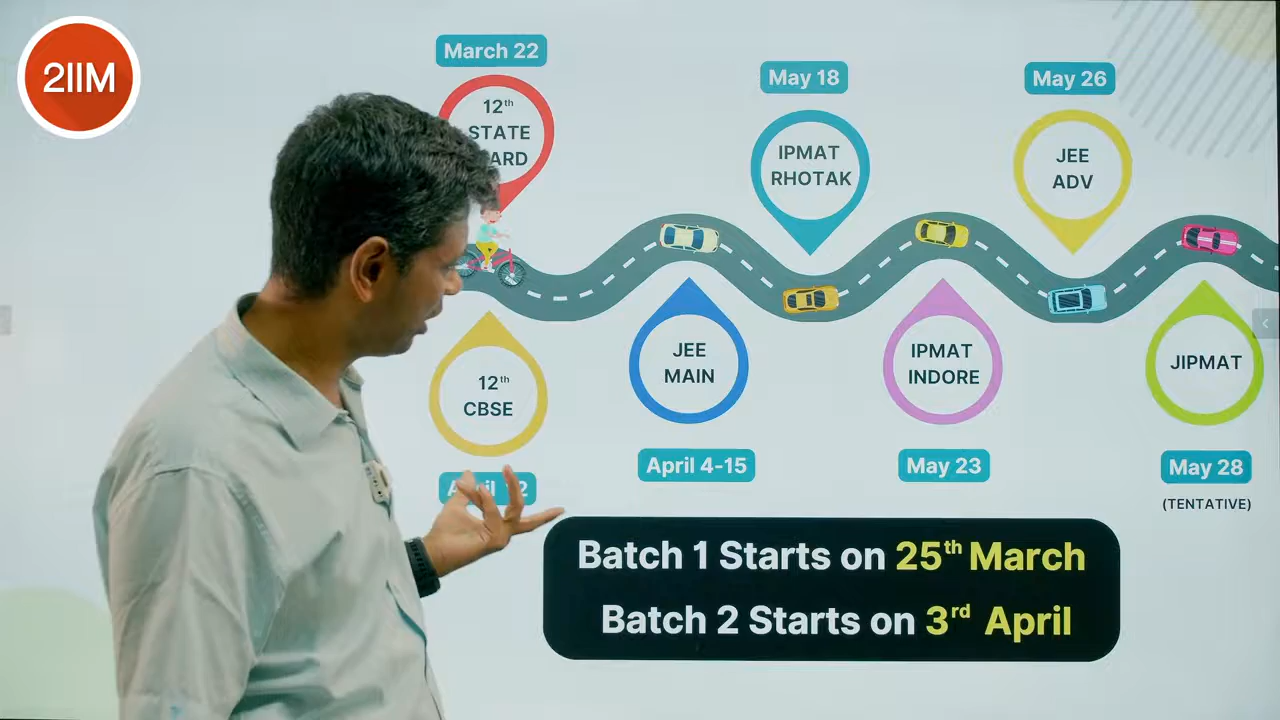 2IIM
March 22
12th
STATE
May 18
IPMAT
RHOTAK
May 26
JEE
ADV
12th
CBSE
JEE
MAIN
April 4-15
IPMAT
INDORE
May 23
JIPMAT
May 28
(TENTATIVE)
Batch 1 Starts on 25th March
Batch 2 Starts on 3rd April